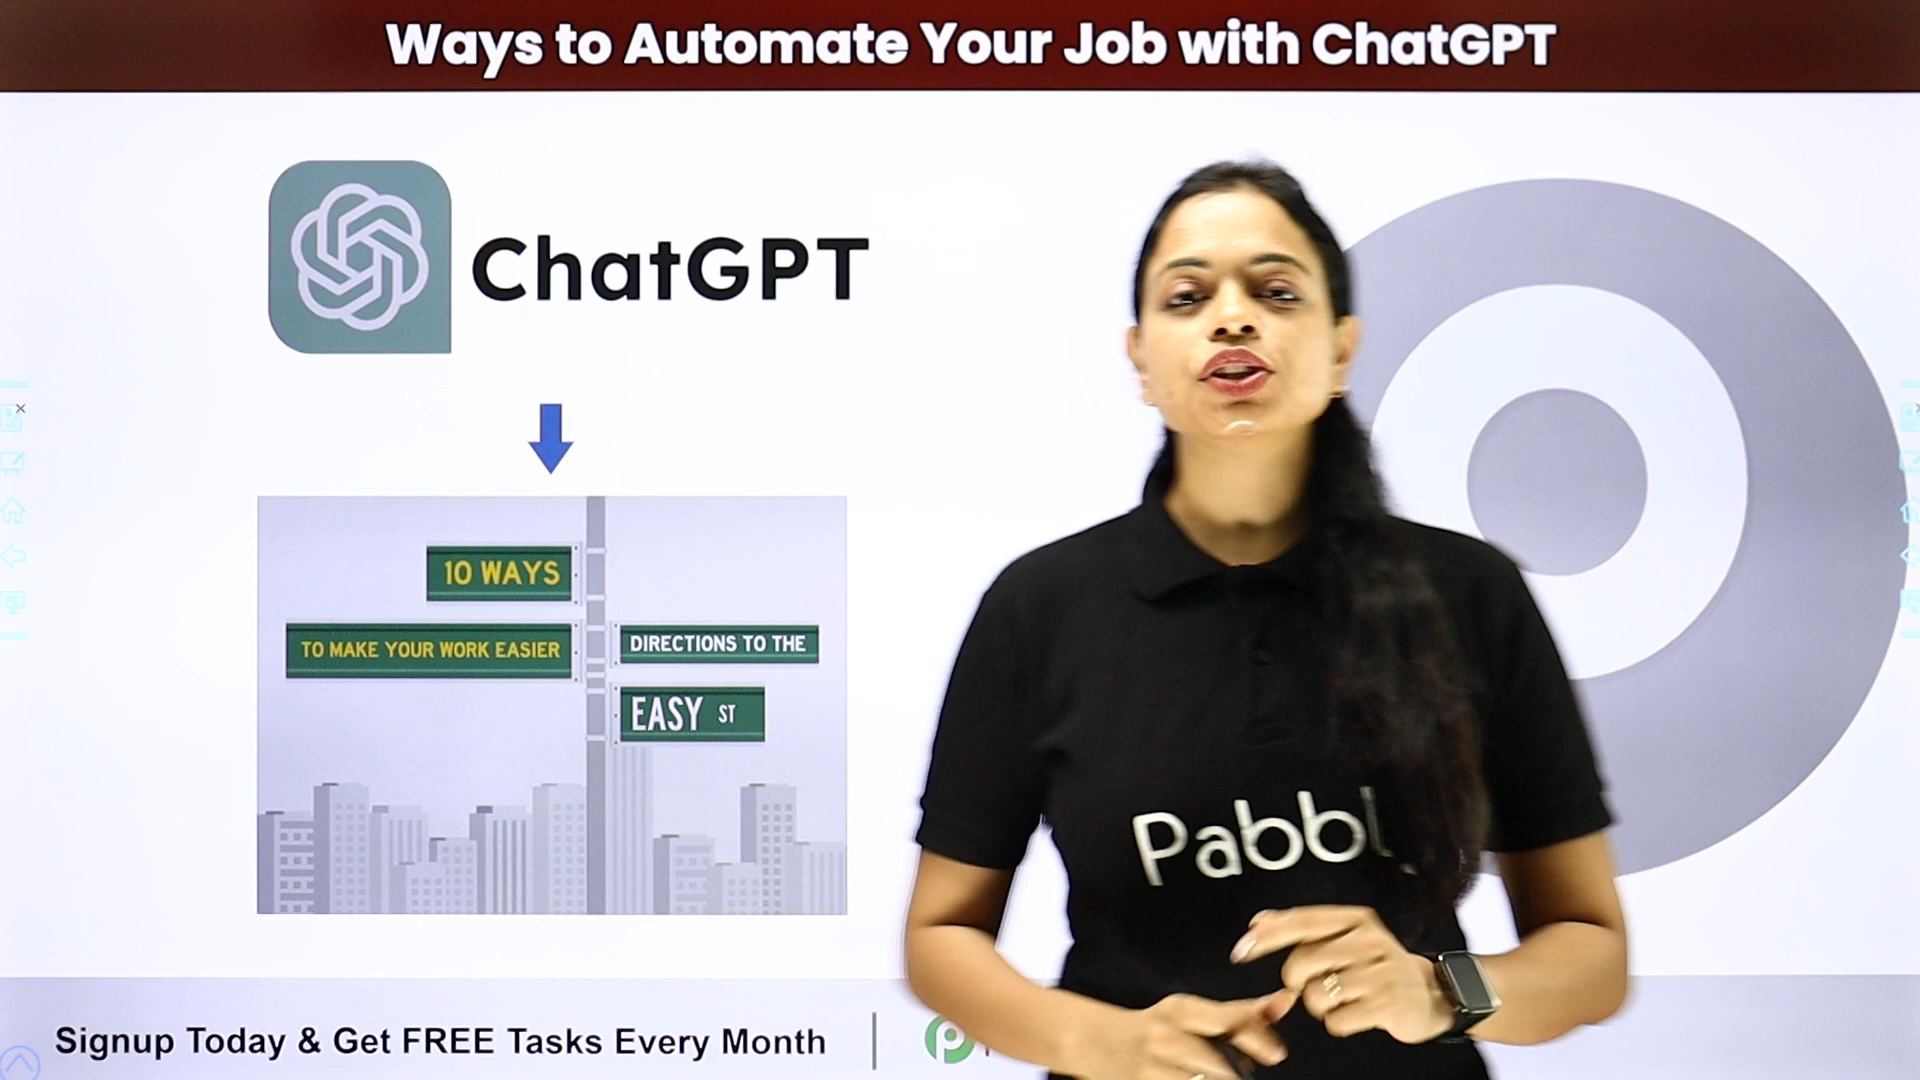 Ways to Automate Your Job with ChatGPT
ChatGPT
10 WAYS
TO MAKE YOUR WORK EASIER
DIRECTIONS TO THE
EASY ST
Pabbl
Signup Today & Get FREE Tasks Every Month